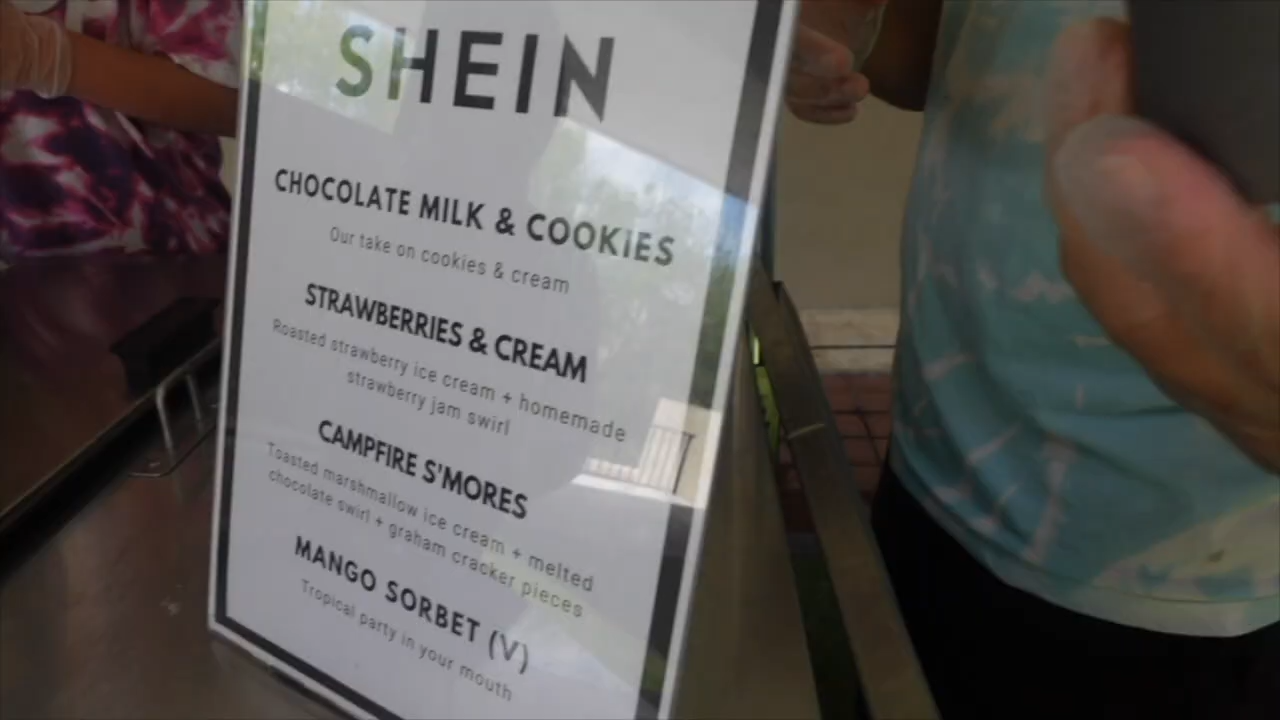 SHEIN
CHOCOLATE MILK & COOKIES
Our take on cookies & cream
STRAWBERRIES & CREAM
Roasted strawberry ice cream + homemade
strawberry jam swirl
CAMPFIRE S'MORES
Toasted marshmallow ice cream + melted
chocolate swirl + graham cracker pieces
MANGO SORBET (V)
Tropical party in your mouth